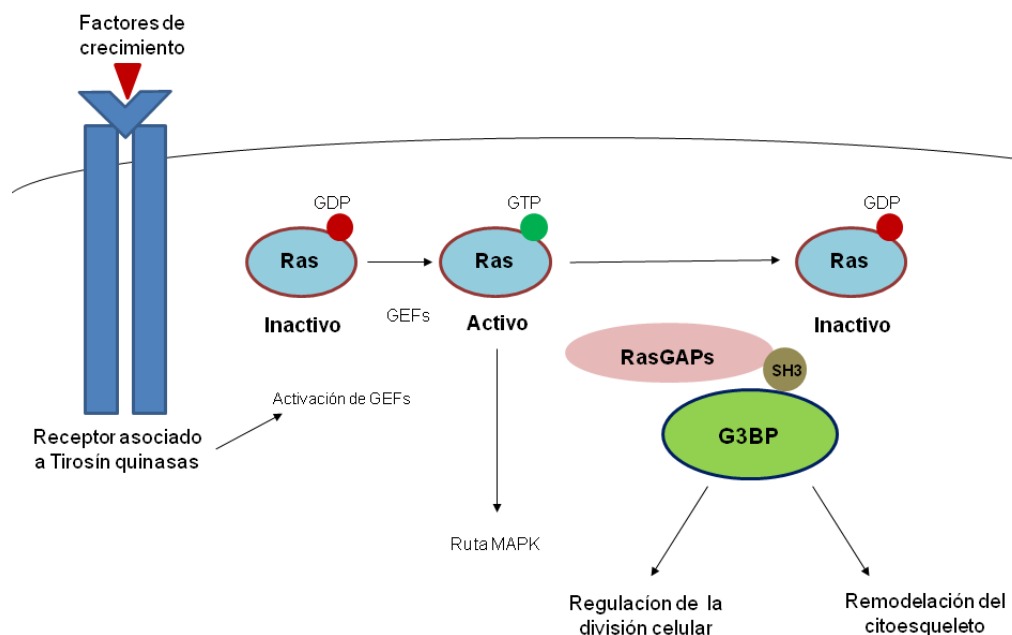 Factores de
crecimiento
GDP
GTP
GDP
Ras
Ras
Ras
Inactivo
GEFs
Activo
Inactivo
RasGAPs
SH3
Activación de GEFs
G3BP
Receptor asociado
a Tirosín quinasas
Ruta MAPK
Regulacíon de la
división celular
Remodelación del
citoesqueleto